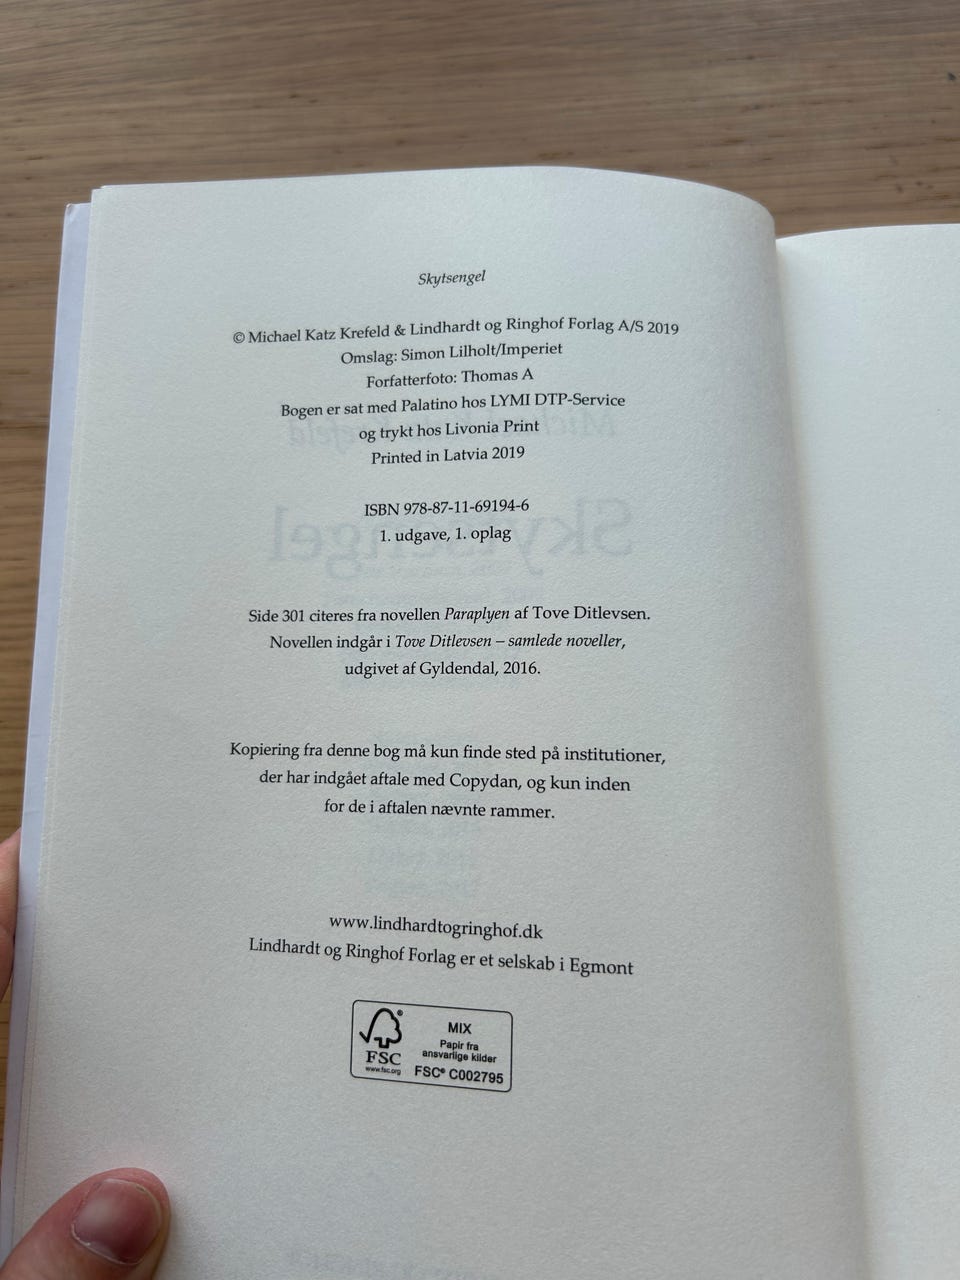 Skytsengel
© Michael Katz Krefeld & Lindhardt og Ringhof Forlag A/S 2019
Omslag: Simon Lilholt/Imperiet
Forfatterfoto: Thomas A
Bogen er sat med Palatino hos LYMI DTP-Service
og trykt hos Livonia Print
Printed in Latvia 2019
ISBN 978-87-11-69194-6
1. udgave, 1. oplag
Side 301 citeres fra novellen Paraplyen af Tove Ditlevsen.
Novellen indgår i Tove Ditlevsen – samlede noveller,
udgivet af Gyldendal, 2016.
Kopiering fra denne bog må kun finde sted på institutioner,
der har indgået aftale med Copydan, og kun inden
for de i aftalen nævnte rammer.
www.lindhardtogringhof.dk
Lindhardt og Ringhof Forlag er et selskab i Egmont
FSC
www.fsc.org
MIX
Papir fra
ansvarlige kilder
FSC® C002795